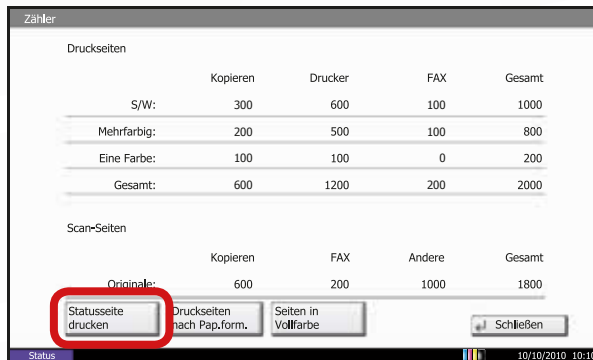 Zähler
Druckseiten
Kopieren Drucker FAX Gesamt
S/W: 300 600 100 1000
Mehrfarbig: 200 500 100 800
Eine Farbe: 100 100 0 200
Gesamt: 600 1200 200 2000
Scan-Seiten
Kopieren FAX Andere Gesamt
Originale: 600 200 1000 1800
Statusseite drucken Druckseiten nach Pap.form. Seiten in Vollfarbe Schließen
Status 10/10/2010 10:10